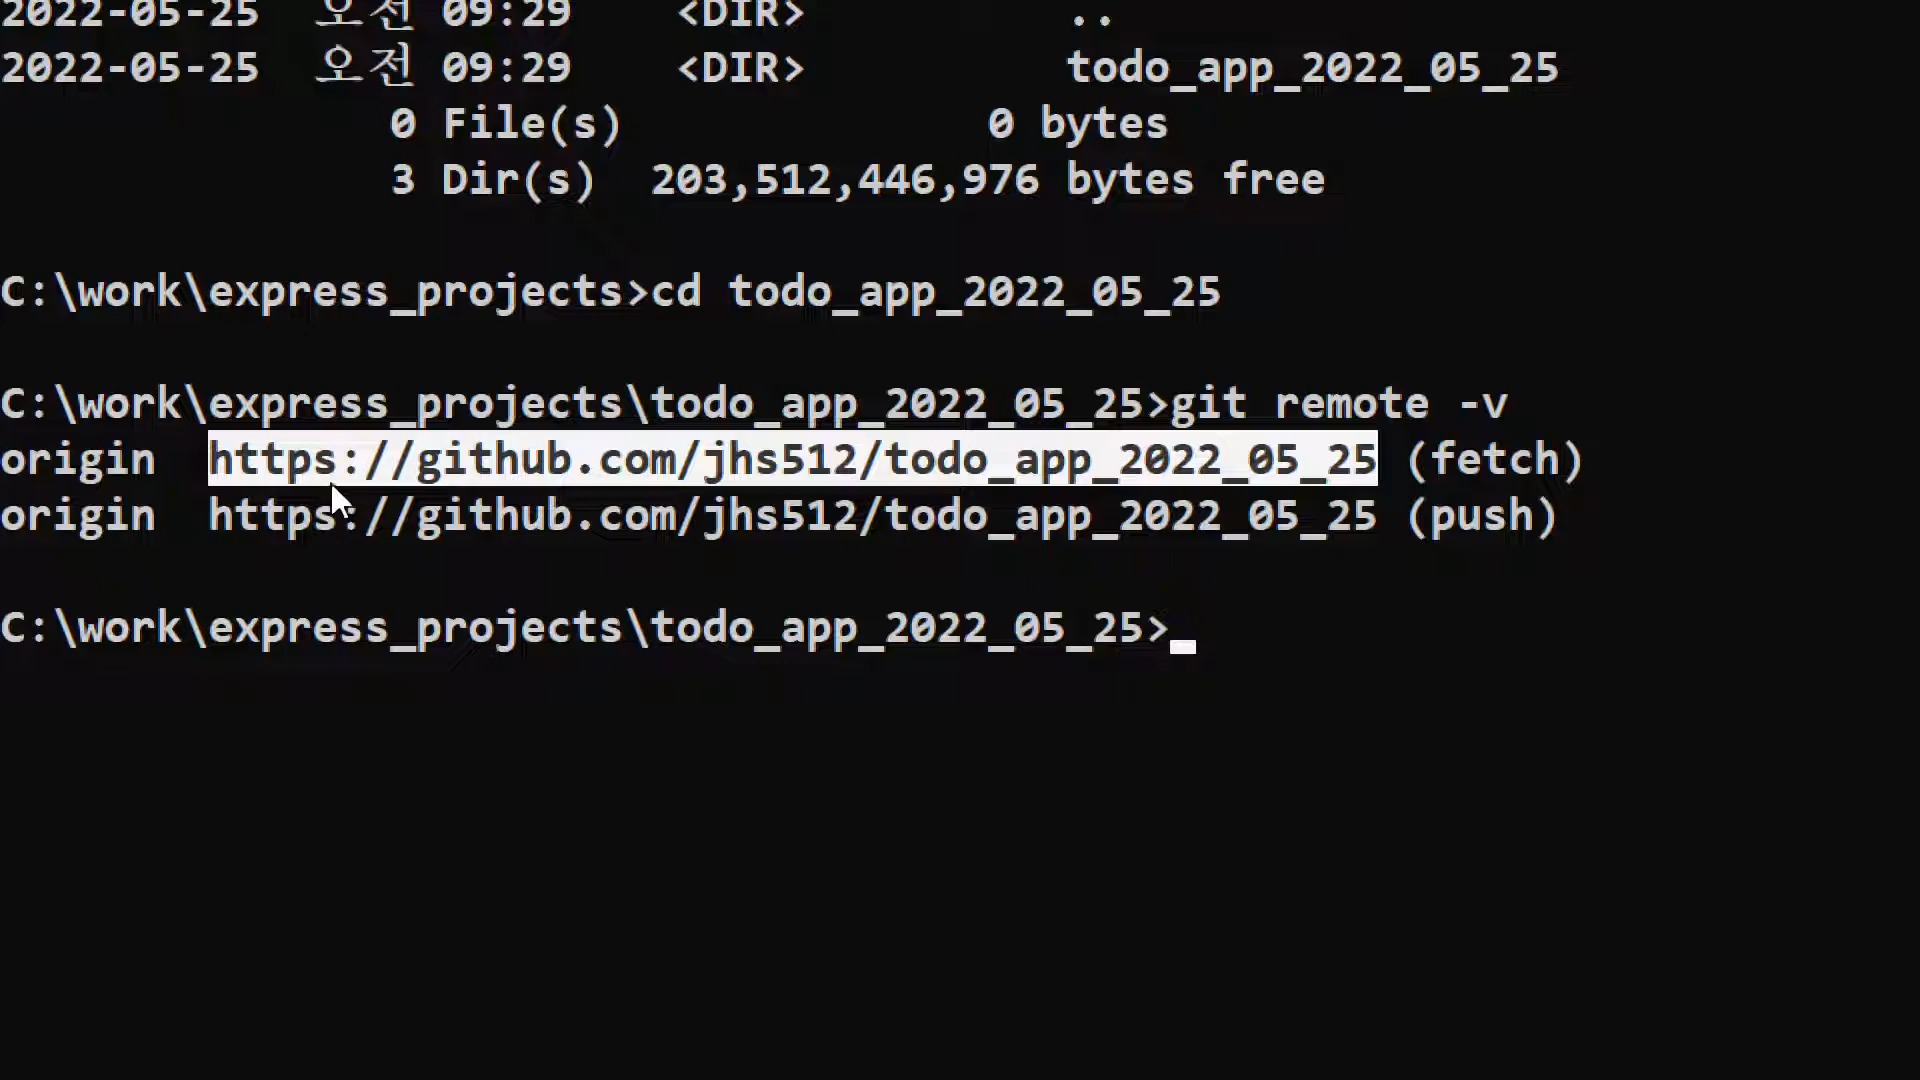 2022-05-25  오전 09:29    <DIR>          ..
2022-05-25  오전 09:29    <DIR>          todo_app_2022_05_25
               0 File(s)              0 bytes
               3 Dir(s)  203,512,446,976 bytes free
C:\work\express_projects>cd todo_app_2022_05_25
C:\work\express_projects\todo_app_2022_05_25>git remote -v
origin  https://github.com/jhs512/todo_app_2022_05_25 (fetch)
origin  https://github.com/jhs512/todo_app_2022_05_25 (push)
C:\work\express_projects\todo_app_2022_05_25>